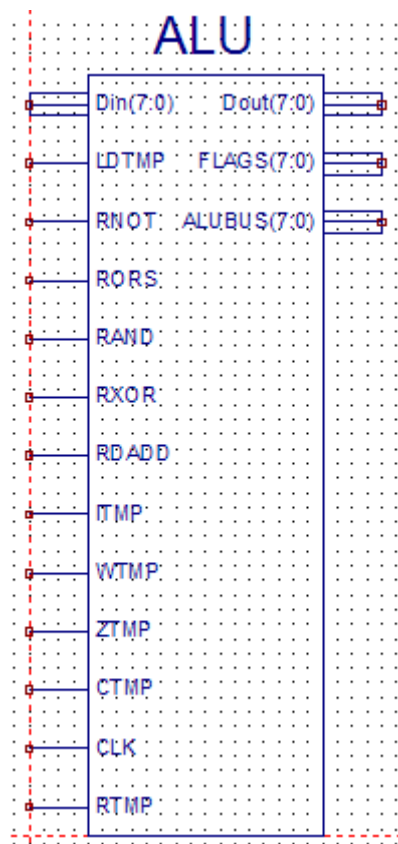 ALU
Din(7:0) Dout(7:0)
LDTMP FLAGS(7:0)
RNOT ALUBUS(7:0)
RORS
RAND
RXOR
RDADD
ITMP
WTMP
ZTMP
CTMP
CLK
RTMP